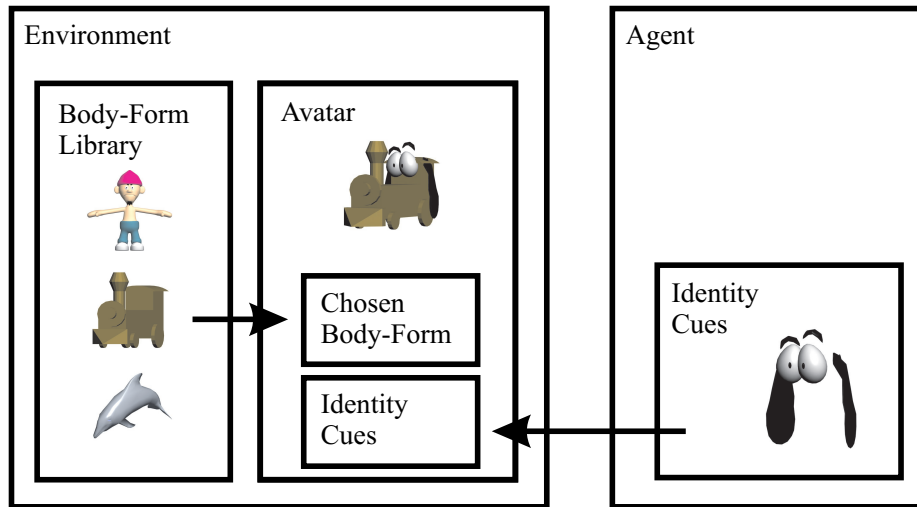 Environment
Body-Form
Library
Avatar
Chosen
Body-Form
Identity
Cues
Agent
Identity
Cues